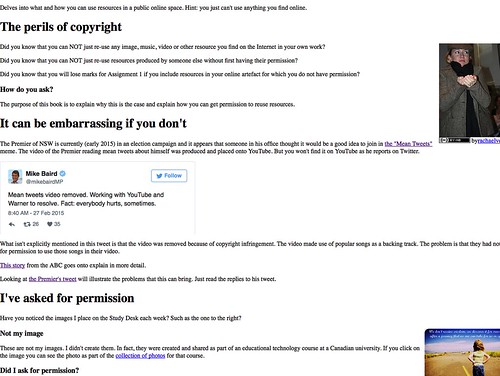 Delves into what and how you can use resources in a public online space. Hint: you just can't use anything you find online.
The perils of copyright
Did you know that you can NOT just re-use any image, music, video or other resource you find on the Internet in your own work?
Did you know that you can NOT just re-use resources produced by someone else without first having their permission?
Did you know that you will lose marks for Assignment 1 if you include resources in your online artefact for which you do not have permission?
by rachaelvo
How do you ask?
The purpose of this book is to explain why this is the case and explain how you can get permission to reuse resources.
It can be embarrassing if you don't
The Premier of NSW is currently (early 2015) in an election campaign and it appears that someone in his office thought it would be a good idea to join in the "Mean Tweets"
meme. The video of the Premier reading mean tweets about himself was produced and placed onto YouTube. But you won't find it on YouTube as he reports on Twitter.
Mike Baird
@mikebairdMP
Follow
Mean tweets video removed. Working with YouTube and
Warner to resolve. Fact: everybody hurts, sometimes.
8:40 AM - 27 Feb 2015
26 35
What isn't explicitly mentioned in this tweet is that the video was removed because of copyright infringement. The video made use of popular songs as a backing track. The problem is that they had not
for permission to use those songs in their video.
This story from the ABC goes onto explain in more detail.
Looking at the Premier's tweet will illustrate the problems that this can bring. Just read the replies to his tweet.
I've asked for permission
Have you noticed the images I place on the Study Desk each week? Such as the one to the right?
Not my image
These are not my images. I didn't create them. In fact, they were created and shared as part of an educational technology course at a Canadian university. If you click on
the image you can see the photo as part of the collection of photos for that course.
Did I ask for permission?